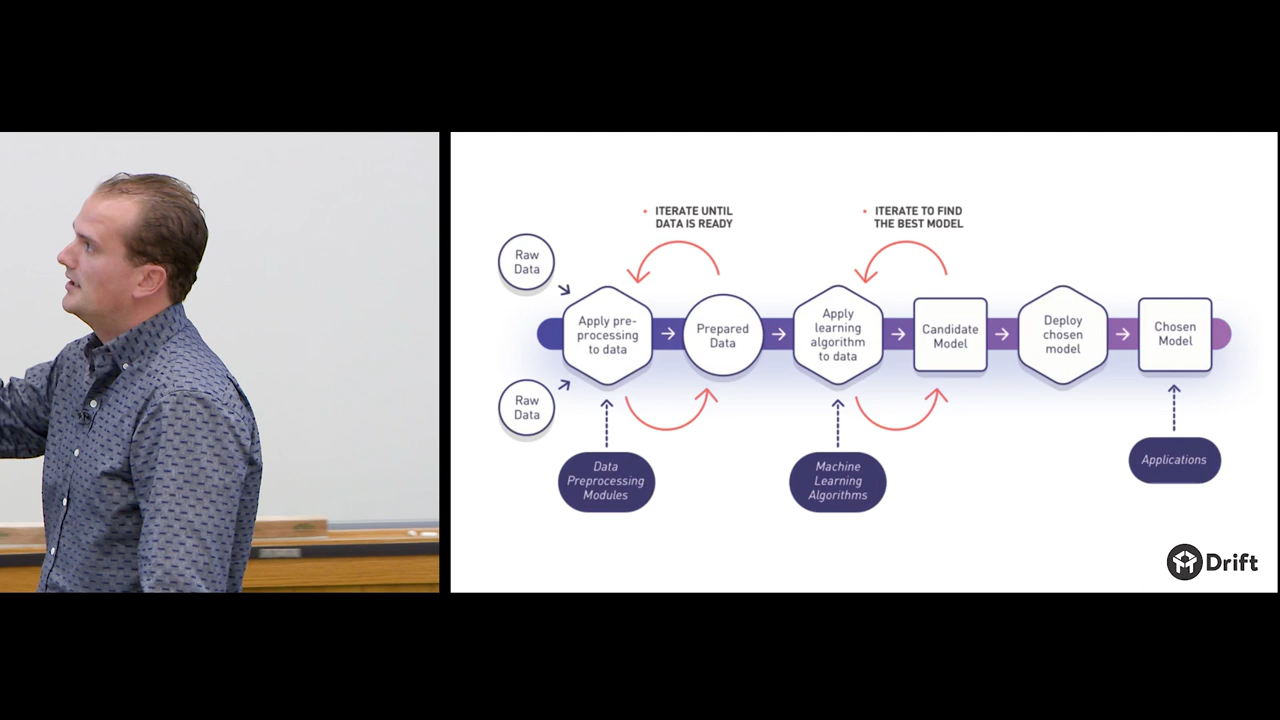 ITERATE UNTIL
DATA IS READY
ITERATE TO FIND
THE BEST MODEL
Raw
Data
Apply pre-
processing
to data
Prepared
Data
Apply
learning
algorithm
to data
Candidate
Model
Deploy
chosen
model
Chosen
Model
Raw
Data
Data
Preprocessing
Modules
Machine
Learning
Algorithms
Applications
Drift